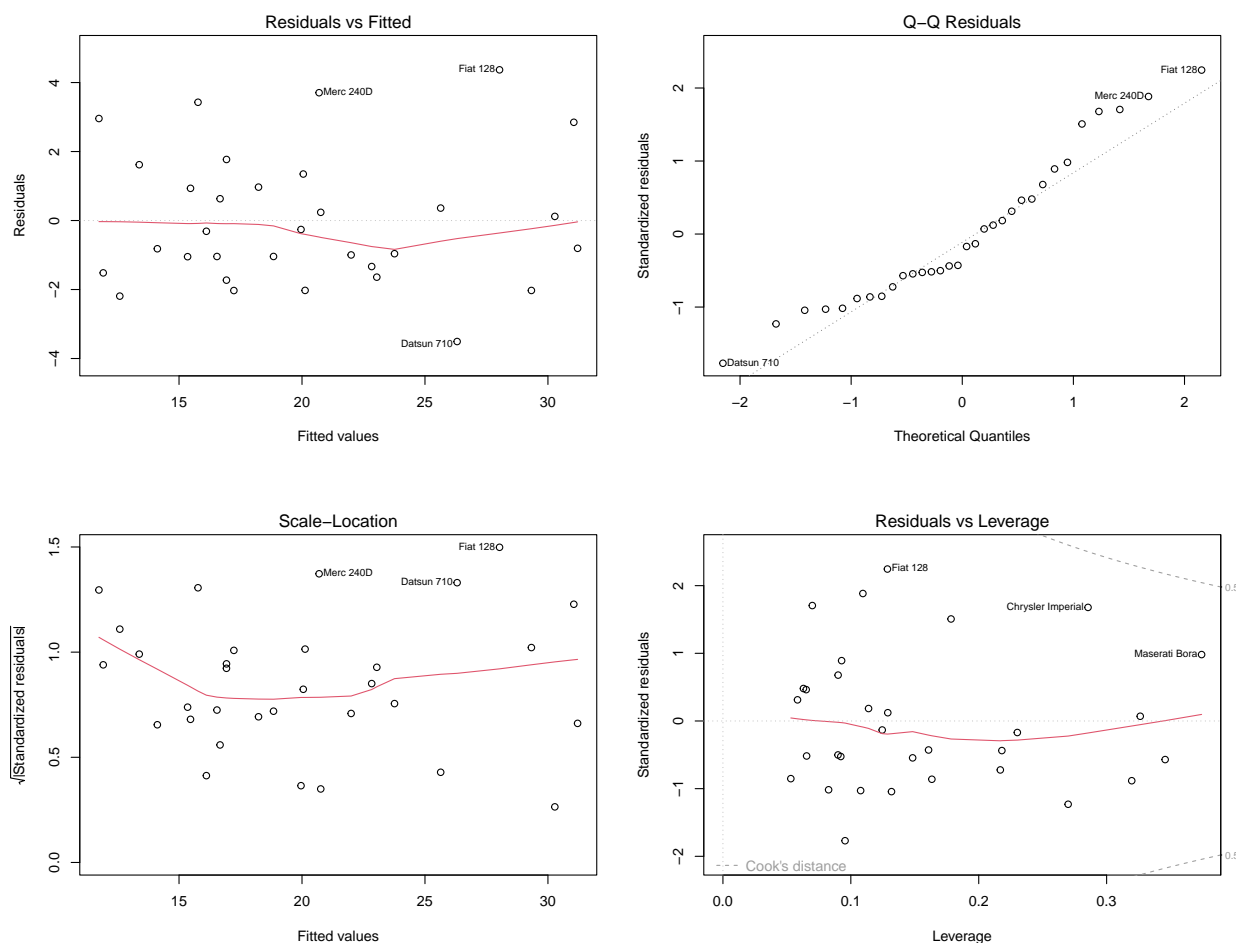 Residuals vs Fitted
Residuals
4
2
0
−2
−4
Fiat 128
Merc 240D
Datsun 710
15 20 25 30
Fitted values
Q−Q Residuals
Standardized residuals
2
1
0
−1
Fiat 128
Merc 240D
Datsun 710
−2 −1 0 1 2
Theoretical Quantiles
Scale−Location
√|Standardized residuals|
1.5
1.0
0.5
0.0
Fiat 128
Merc 240D
Datsun 710
15 20 25 30
Fitted values
Residuals vs Leverage
Standardized residuals
2
1
0
−1
−2
Fiat 128
Chrysler Imperial
Maserati Bora
Cook's distance
0.0 0.1 0.2 0.3
Leverage